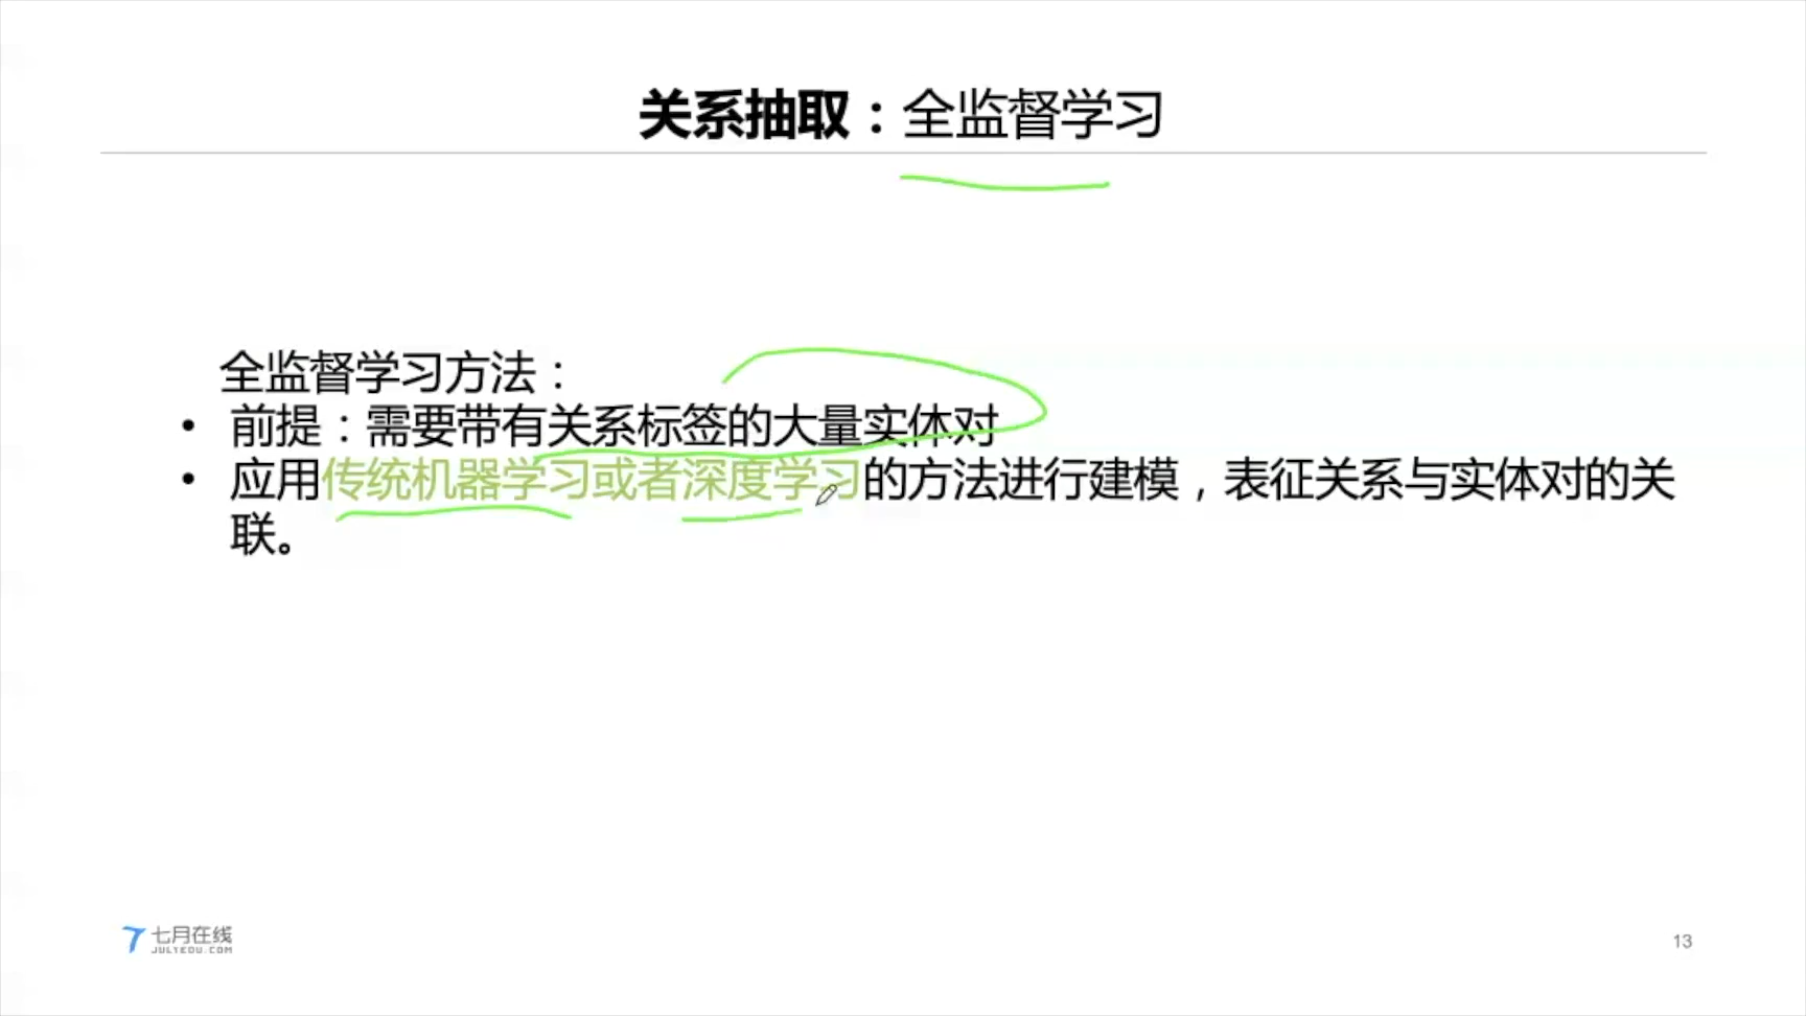 关系抽取：全监督学习
全监督学习方法：
• 前提：需要带有关系标签的大量实体对
• 应用传统机器学习或者深度学习的方法进行建模，表征关系与实体对的关
联。
七月在线
JULYEDU.COM
13